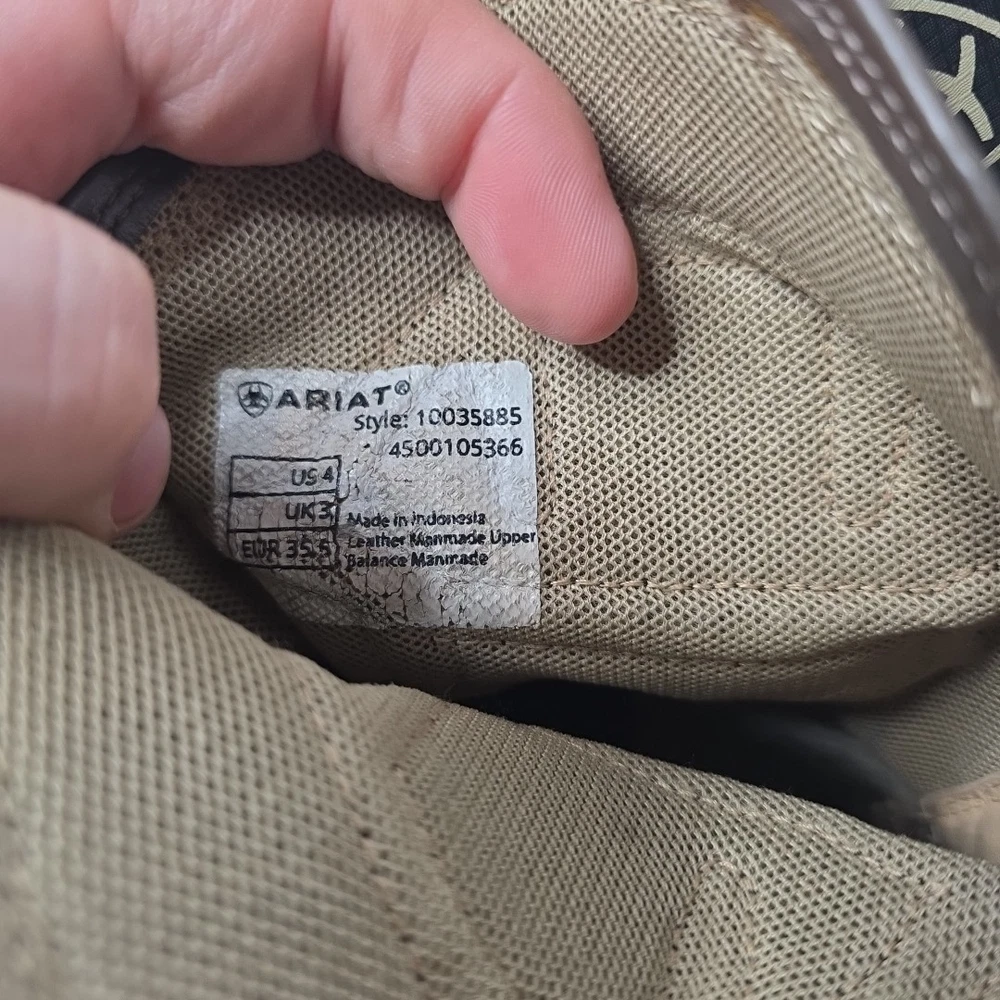 ARIAT®
Style: 10035885
4500105366
US 4
UK 3
EUR 35.5
Made in Indonesia
Leather Manmade Upper
Balance Manmade